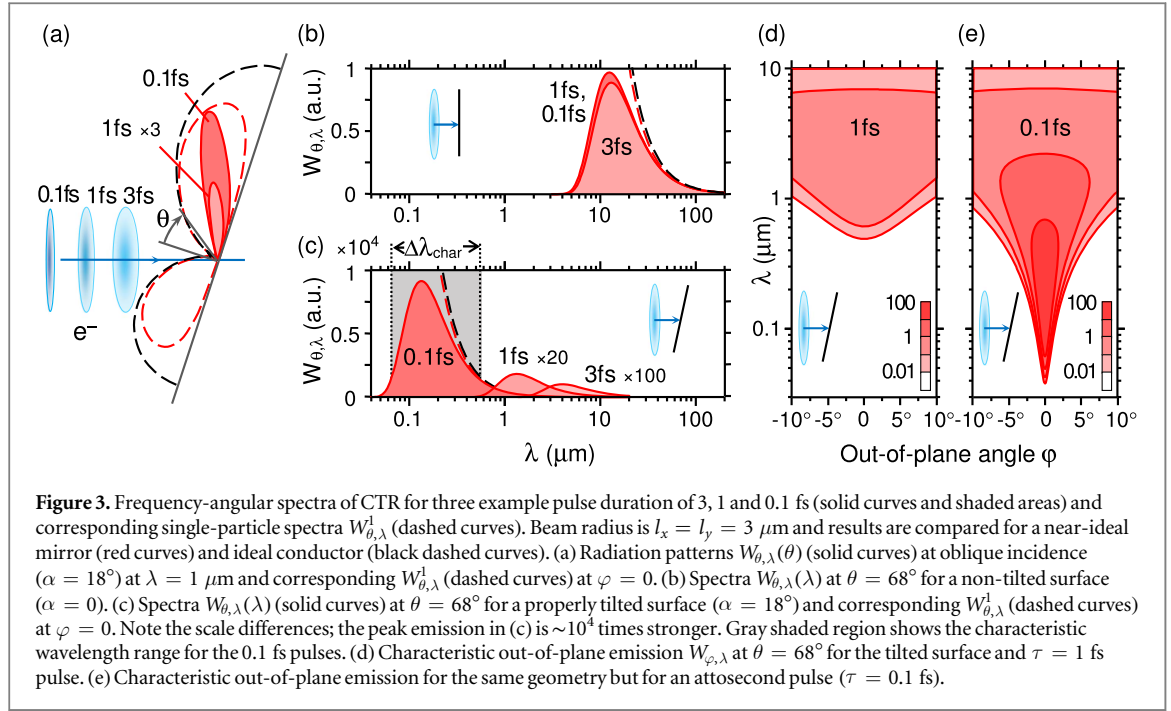 (a)
0.1fs
1fs ×3
0.1fs 1fs 3fs
θ
e⁻
(b)
W_θ,λ (a.u.)
1
0.5
0
1fs,
0.1fs
3fs
0.1 1 10 100
(c)
×10⁴
Δλ_char
W_θ,λ (a.u.)
1
0.5
0
0.1fs
1fs ×20
3fs ×100
0.1 1 10 100
λ (μm)
(d)
10
1
0.1
λ (μm)
1fs
100
1
0.01
-10° -5° 0 5° 10°
(e)
0.1fs
100
1
0.01
-10° -5° 0 5° 10°
Out-of-plane angle φ
Figure 3. Frequency-angular spectra of CTR for three example pulse duration of 3, 1 and 0.1 fs (solid curves and shaded areas) and
corresponding single-particle spectra W¹_θ,λ (dashed curves). Beam radius is l_x = l_y = 3 μm and results are compared for a near-ideal
mirror (red curves) and ideal conductor (black dashed curves). (a) Radiation patterns W_θ,λ(θ) (solid curves) at oblique incidence
(α = 18°) at λ = 1 μm and corresponding W¹_θ,λ (dashed curves) at φ = 0. (b) Spectra W_θ,λ(λ) at θ = 68° for a non-tilted surface
(α = 0). (c) Spectra W_θ,λ(λ) (solid curves) at θ = 68° for a properly tilted surface (α = 18°) and corresponding W¹_θ,λ (dashed curves)
at φ = 0. Note the scale differences; the peak emission in (c) is ~10⁴ times stronger. Gray shaded region shows the characteristic
wavelength range for the 0.1 fs pulses. (d) Characteristic out-of-plane emission W_φ,λ at θ = 68° for the tilted surface and τ = 1 fs
pulse. (e) Characteristic out-of-plane emission for the same geometry but for an attosecond pulse (τ = 0.1 fs).